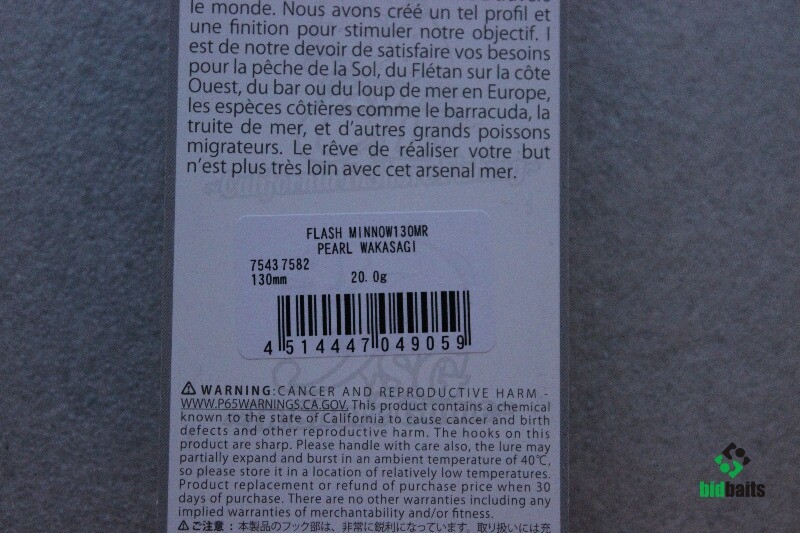 le monde. Nous avons créé un tel profil et
une finition pour stimuler notre objectif. I
est de notre devoir de satisfaire vos besoins
pour la pêche de la Sol, du Flétan sur la côte
Ouest, du bar ou du loup de mer en Europe,
les espèces côtières comme le barracuda, la
truite de mer, et d'autres grands poissons
migrateurs. Le rêve de réaliser votre but
n'est plus très loin avec cet arsenal mer.
FLASH MINNOW130MR
PEARL WAKASAGI
75437582
130mm 20.0g
4 514447 049059
⚠ WARNING:CANCER AND REPRODUCTIVE HARM -
WWW.P65WARNINGS.CA.GOV. This product contains a chemical
known to the state of California to cause cancer and birth
defects and other reproductive harm. The hooks on this
product are sharp. Please handle with care also, the lure may
partially expand and burst in an ambient temperature of 40℃,
so please store it in a location of relatively low temperatures.
Product replacement or refund of purchase price when 30
days of purchase. There are no other warranties including any
implied warranties of merchantability and/or fitness.
⚠ご注意：本製品のフック部は、非常に鋭利になっています。取り扱いには充
bidbaits